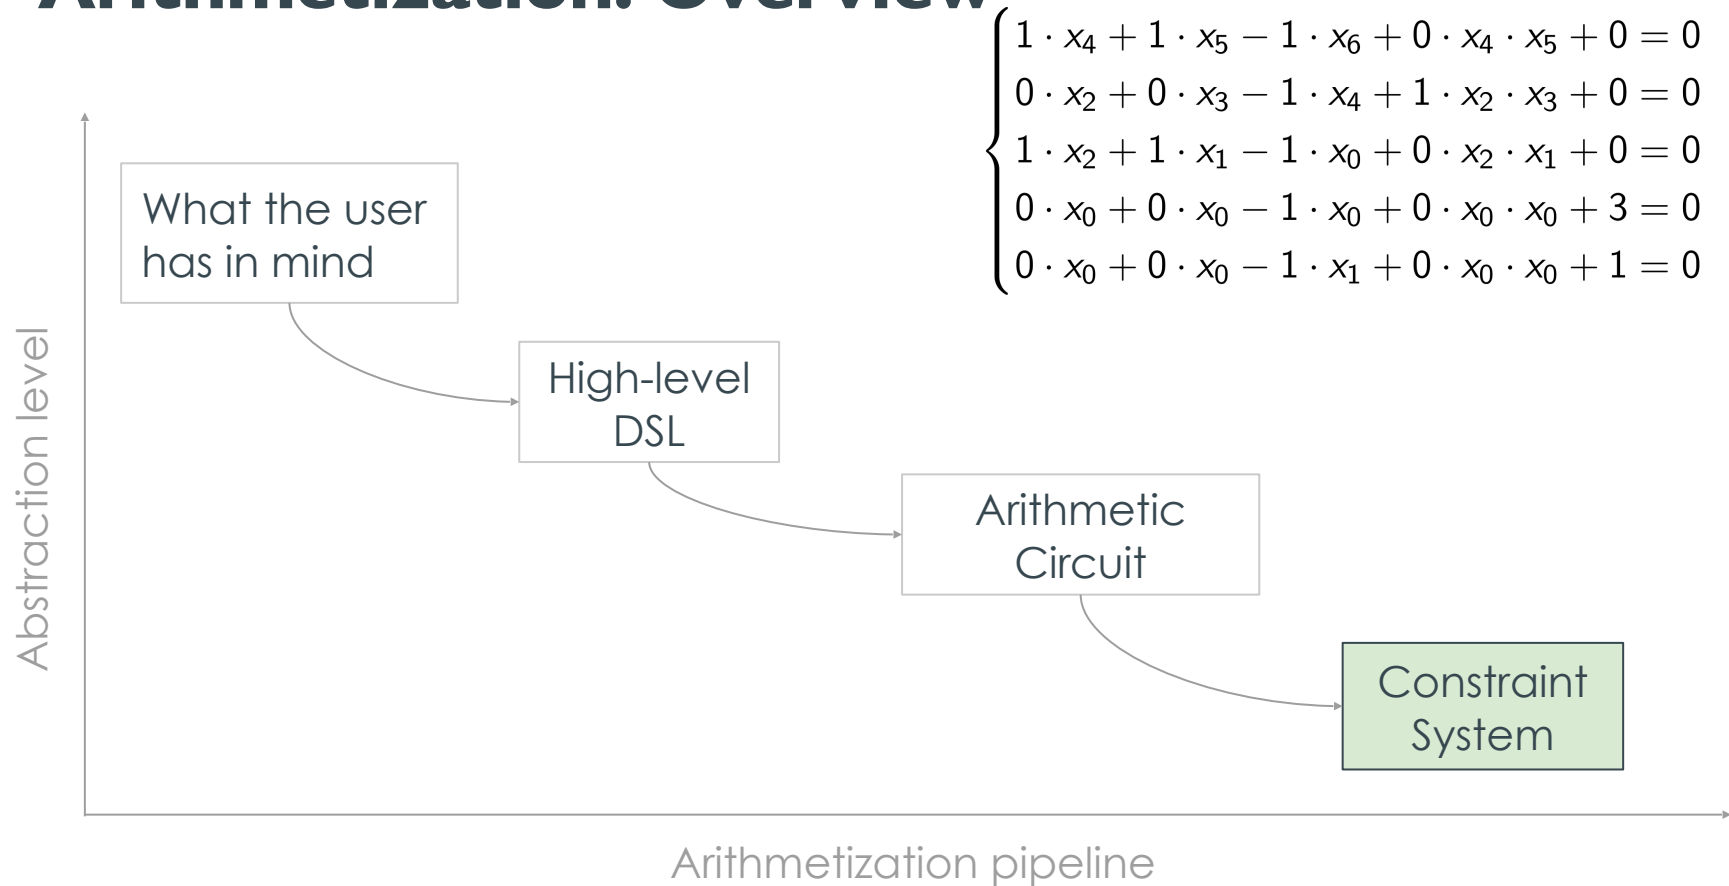 Arithmetization: Overview
1 · x₄ + 1 · x₅ − 1 · x₆ + 0 · x₄ · x₅ + 0 = 0
0 · x₂ + 0 · x₃ − 1 · x₄ + 1 · x₂ · x₃ + 0 = 0
1 · x₂ + 1 · x₁ − 1 · x₀ + 0 · x₂ · x₁ + 0 = 0
0 · x₀ + 0 · x₀ − 1 · x₀ + 0 · x₀ · x₀ + 3 = 0
0 · x₀ + 0 · x₀ − 1 · x₁ + 0 · x₀ · x₀ + 1 = 0
What the user
has in mind
High-level
DSL
Arithmetic
Circuit
Constraint
System
Abstraction level
Arithmetization pipeline